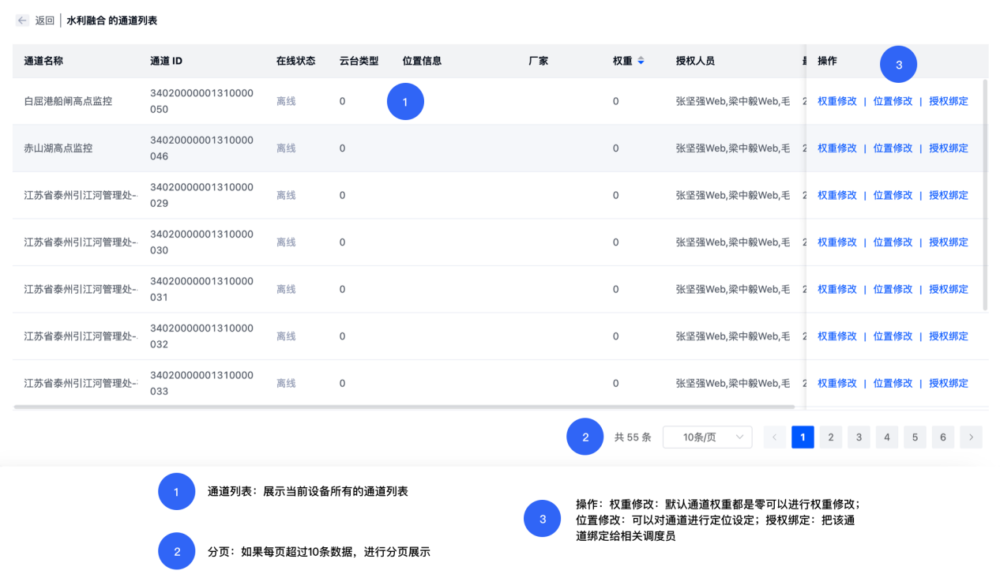 返回 | 水利融合 的通道列表
通道名称 通道 ID 在线状态 云台类型 位置信息 厂家 权重 授权人员 操作 3
白屈港船闸高点监控 34020000001310000 离线 0 1 0 张坚强Web,梁中毅Web,毛 2 权重修改 | 位置修改 | 授权绑定
050
赤山湖高点监控 34020000001310000 离线 0 0 张坚强Web,梁中毅Web,毛 2 权重修改 | 位置修改 | 授权绑定
046
江苏省泰州引江河管理处- 34020000001310000 离线 0 0 张坚强Web,梁中毅Web,毛 2 权重修改 | 位置修改 | 授权绑定
029
江苏省泰州引江河管理处- 34020000001310000 离线 0 0 张坚强Web,梁中毅Web,毛 2 权重修改 | 位置修改 | 授权绑定
030
江苏省泰州引江河管理处- 34020000001310000 离线 0 0 张坚强Web,梁中毅Web,毛 2 权重修改 | 位置修改 | 授权绑定
031
江苏省泰州引江河管理处- 34020000001310000 离线 0 0 张坚强Web,梁中毅Web,毛 2 权重修改 | 位置修改 | 授权绑定
032
江苏省泰州引江河管理处- 34020000001310000 离线 0 0 张坚强Web,梁中毅Web,毛 2 权重修改 | 位置修改 | 授权绑定
033
2 共 55 条 10条/页 1 2 3 4 5 6
1 通道列表：展示当前设备所有的通道列表
2 分页：如果每页超过10条数据，进行分页展示
3 操作：权重修改：默认通道权重都是零可以进行权重修改；
位置修改：可以对通道进行定位设定；授权绑定：把该通
道绑定给相关调度员